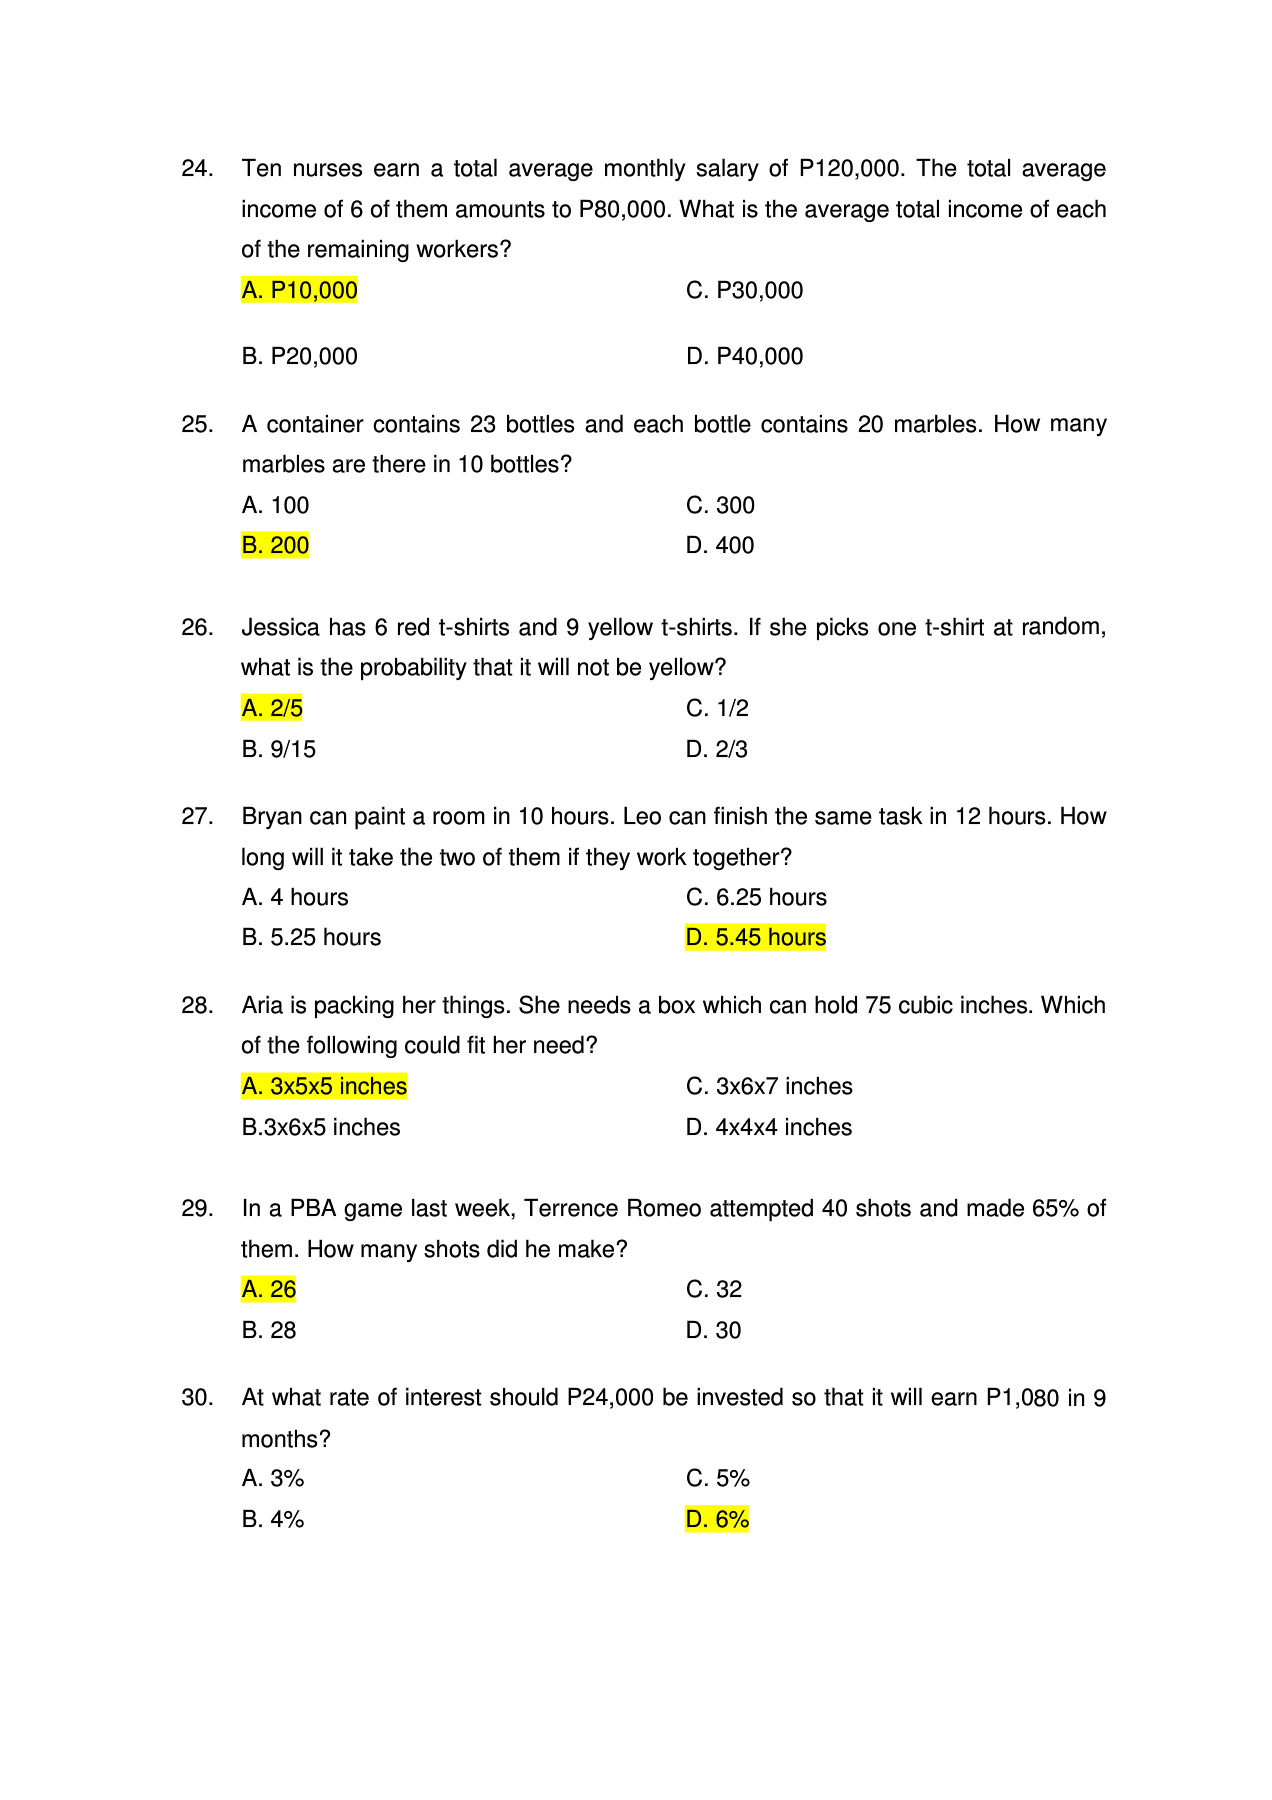 24. Ten nurses earn a total average monthly salary of P120,000. The total average
income of 6 of them amounts to P80,000. What is the average total income of each
of the remaining workers?
A. P10,000 C. P30,000
B. P20,000 D. P40,000
25. A container contains 23 bottles and each bottle contains 20 marbles. How many
marbles are there in 10 bottles?
A. 100 C. 300
B. 200 D. 400
26. Jessica has 6 red t-shirts and 9 yellow t-shirts. If she picks one t-shirt at random,
what is the probability that it will not be yellow?
A. 2/5 C. 1/2
B. 9/15 D. 2/3
27. Bryan can paint a room in 10 hours. Leo can finish the same task in 12 hours. How
long will it take the two of them if they work together?
A. 4 hours C. 6.25 hours
B. 5.25 hours D. 5.45 hours
28. Aria is packing her things. She needs a box which can hold 75 cubic inches. Which
of the following could fit her need?
A. 3x5x5 inches C. 3x6x7 inches
B.3x6x5 inches D. 4x4x4 inches
29. In a PBA game last week, Terrence Romeo attempted 40 shots and made 65% of
them. How many shots did he make?
A. 26 C. 32
B. 28 D. 30
30. At what rate of interest should P24,000 be invested so that it will earn P1,080 in 9
months?
A. 3% C. 5%
B. 4% D. 6%